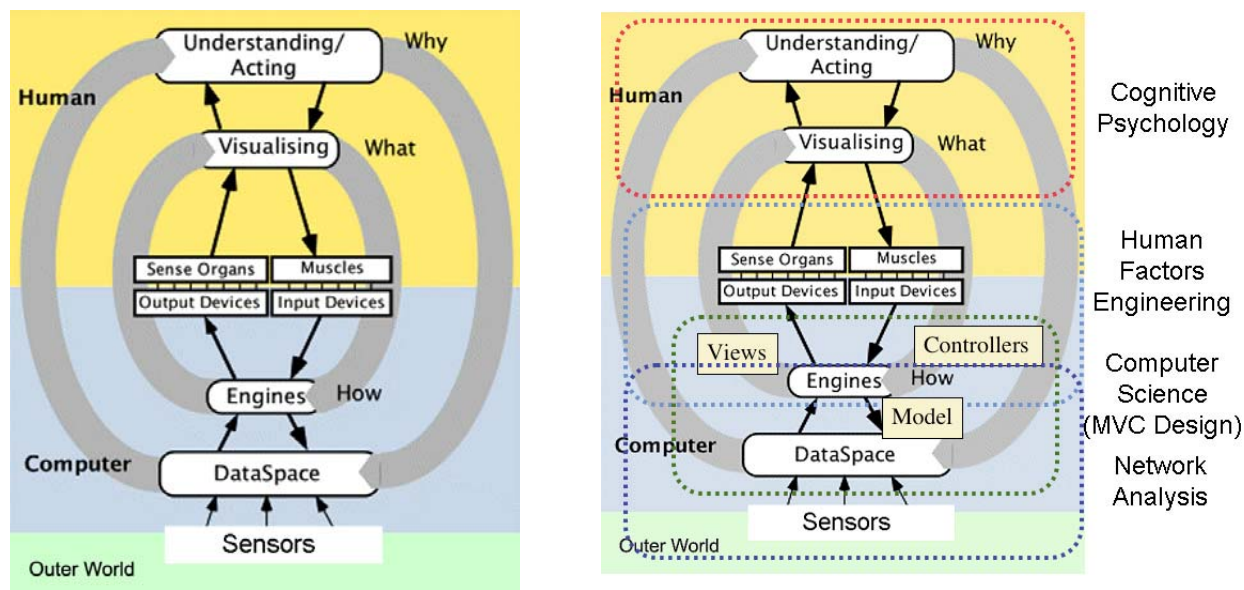 Understanding/
Acting
Why
Human
Visualising
What
Sense Organs
Muscles
Output Devices
Input Devices
Engines
How
Computer
DataSpace
Sensors
Outer World
Understanding/
Acting
Why
Human
Visualising
What
Sense Organs
Muscles
Output Devices
Input Devices
Views
Controllers
Engines
How
Model
Computer
DataSpace
Sensors
Outer World
Cognitive
Psychology
Human
Factors
Engineering
Computer
Science
(MVC Design)
Network
Analysis